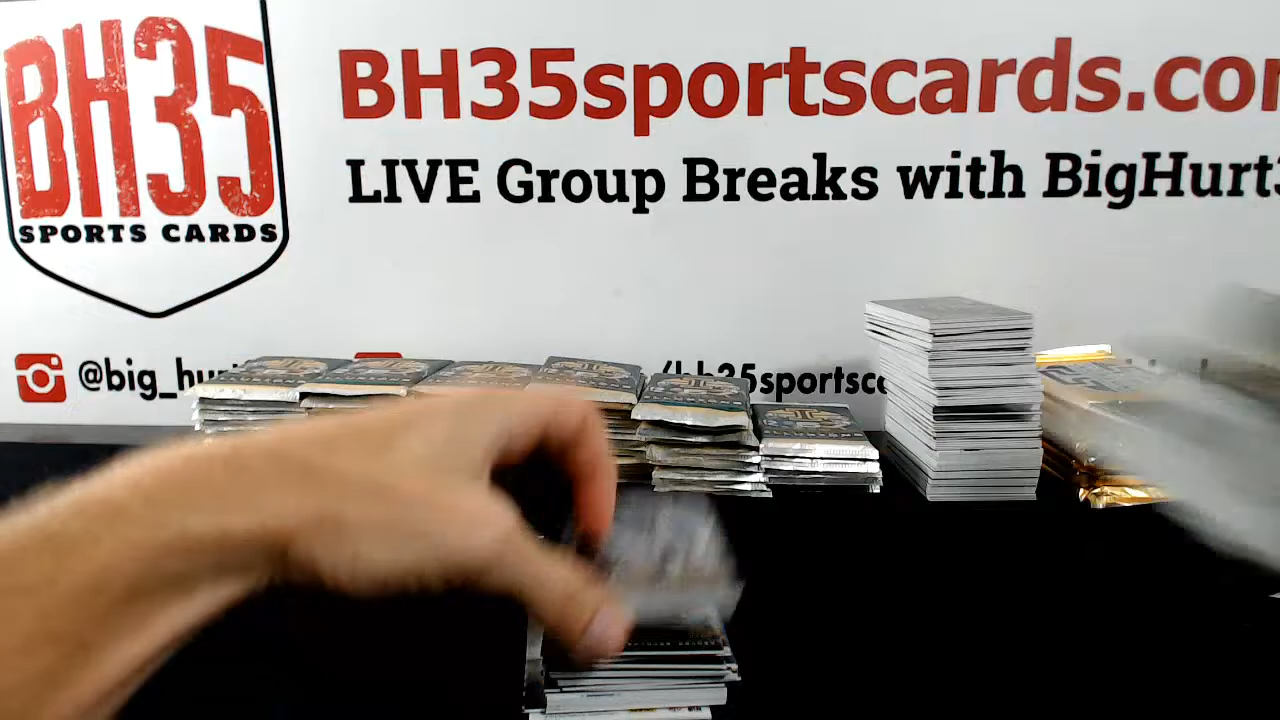 BH35
SPORTS CARDS
BH35sportscards.co
LIVE Group Breaks with BigHurt
@big_hu
/bh35sportsc